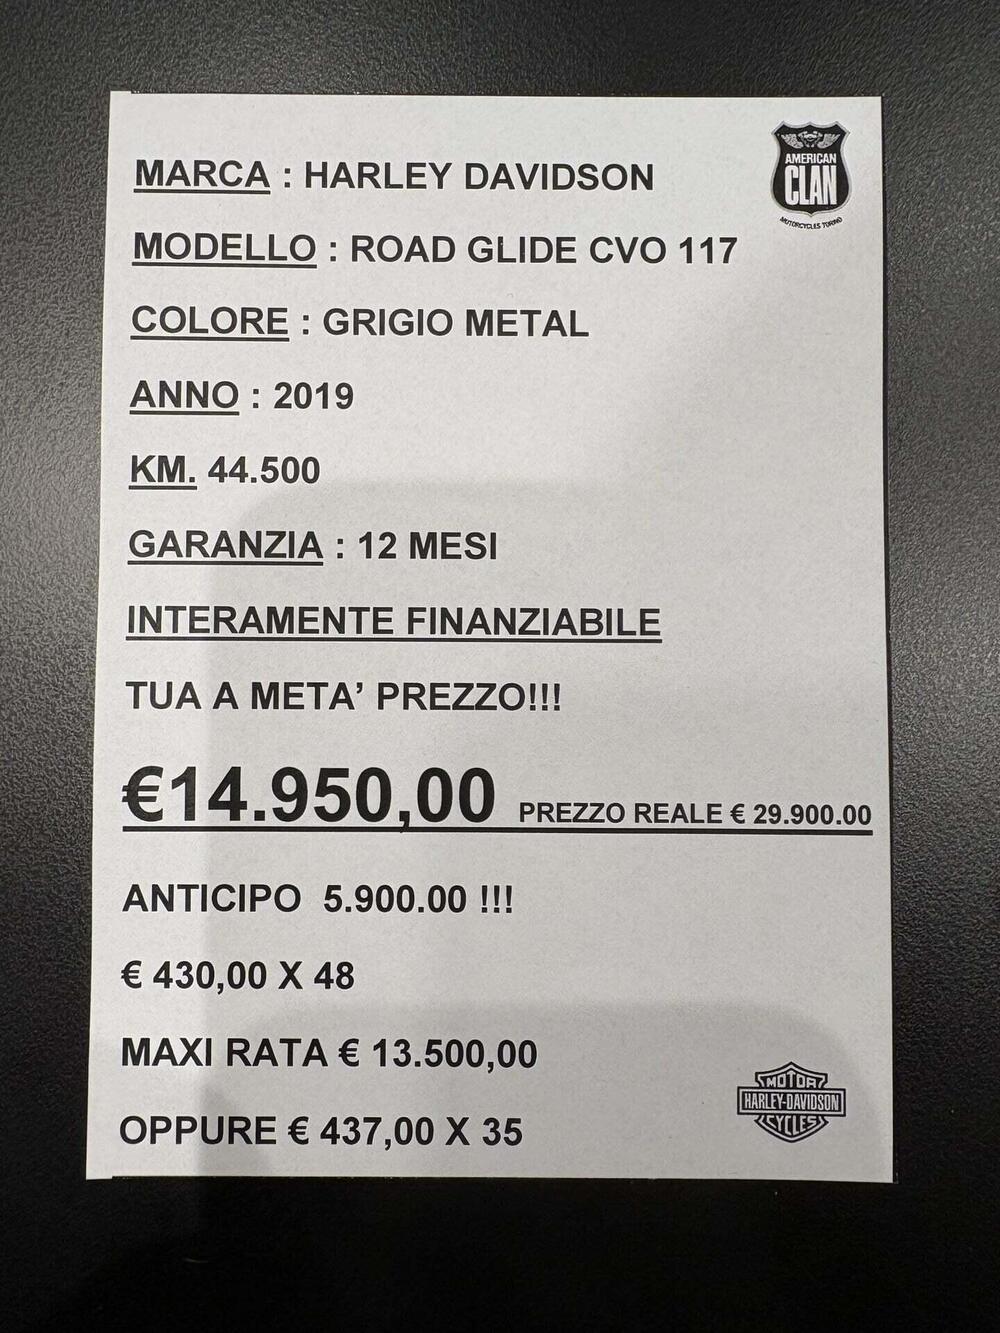 MARCA : HARLEY DAVIDSON
AMERICAN
CLAN
MOTORCYCLES TORINO
MODELLO : ROAD GLIDE CVO 117
COLORE : GRIGIO METAL
ANNO : 2019
KM. 44.500
GARANZIA : 12 MESI
INTERAMENTE FINANZIABILE
TUA A META’ PREZZO!!!
€14.950,00 PREZZO REALE € 29.900.00
ANTICIPO 5.900.00 !!!
€ 430,00 X 48
MAXI RATA € 13.500,00
MOTOR
HARLEY-DAVIDSON
CYCLES
OPPURE € 437,00 X 35